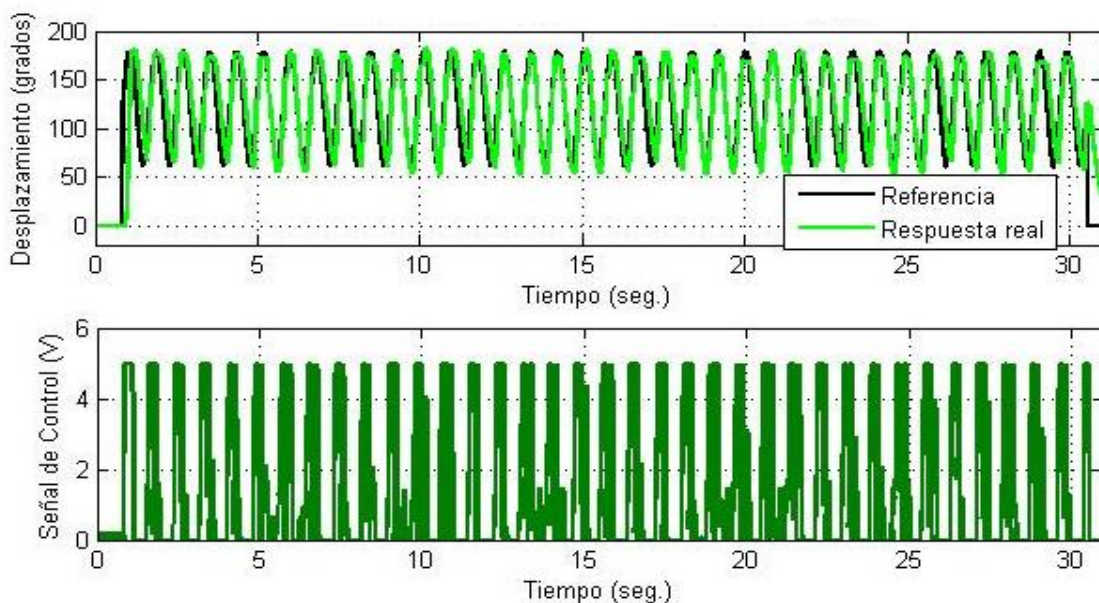 Desplazamiento (grados)
200
150
100
50
0
0 5 10 15 20 25 30
Tiempo (seg.)
Referencia
Respuesta real
Señal de Control (V)
6
4
2
0
0 5 10 15 20 25 30
Tiempo (seg.)